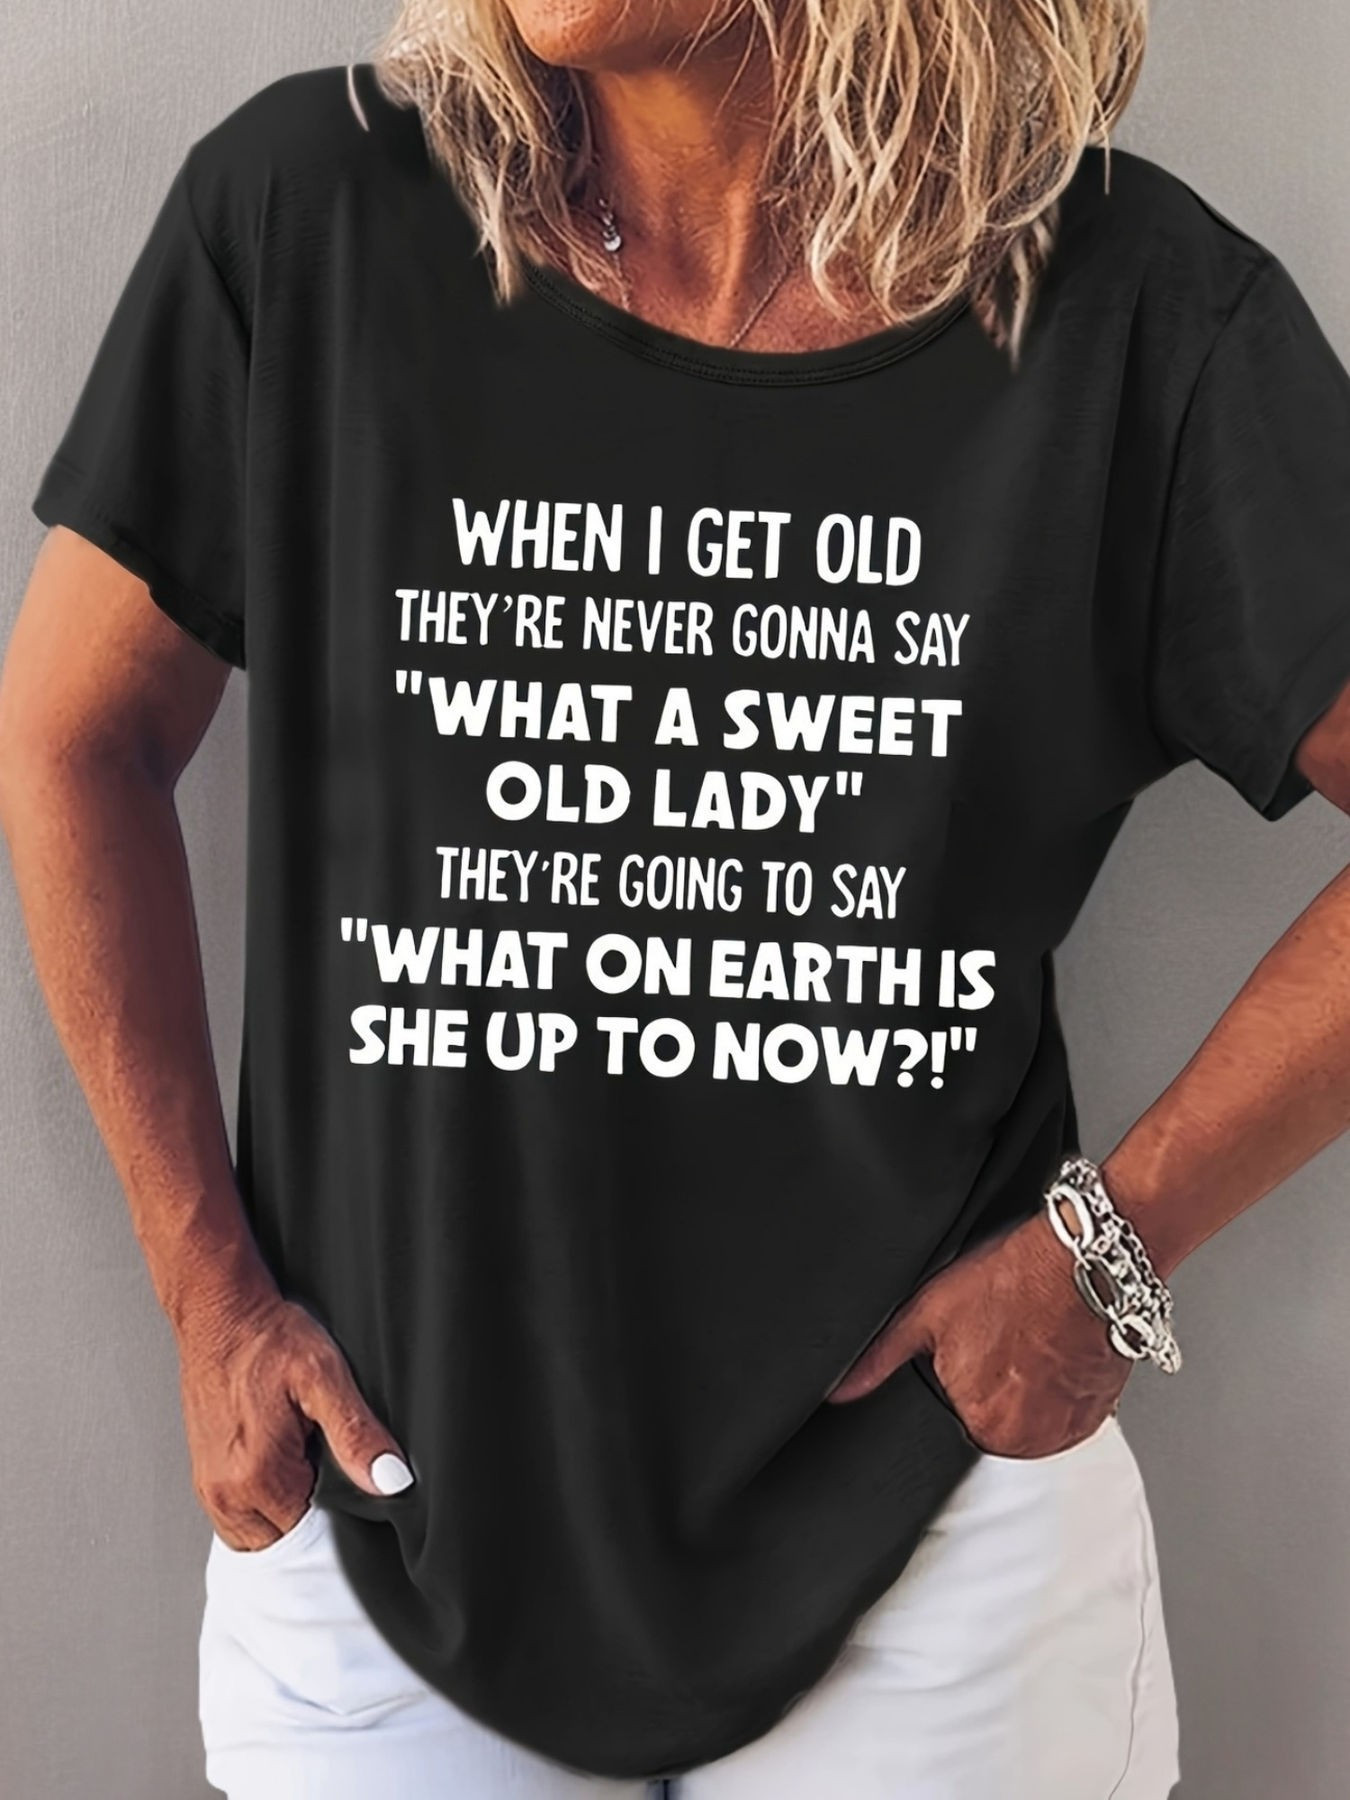 WHEN I GET OLD
THEY'RE NEVER GONNA SAY
"WHAT A SWEET
OLD LADY"
THEY'RE GOING TO SAY
"WHAT ON EARTH IS
SHE UP TO NOW?!"